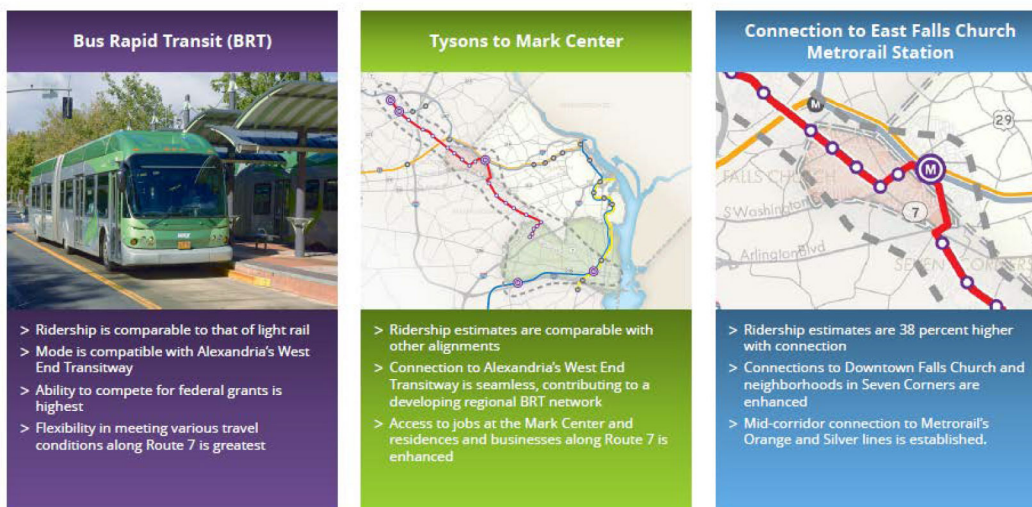 Bus Rapid Transit (BRT)
> Ridership is comparable to that of light rail
> Mode is compatible with Alexandria's West
End Transitway
> Ability to compete for federal grants is
highest
> Flexibility in meeting various travel
conditions along Route 7 is greatest
Tysons to Mark Center
> Ridership estimates are comparable with
other alignments
> Connection to Alexandria's West End
Transitway is seamless, contributing to a
developing regional BRT network
> Access to jobs at the Mark Center and
residences and businesses along Route 7 is
enhanced
Connection to East Falls Church
Metrorail Station
M
29
M
FALLS CHURCH
7
S Washington
Arlington Blvd
SEVEN CORNERS
> Ridership estimates are 38 percent higher
with connection
> Connections to Downtown Falls Church and
neighborhoods in Seven Corners are
enhanced
> Mid-corridor connection to Metrorail's
Orange and Silver lines is established.